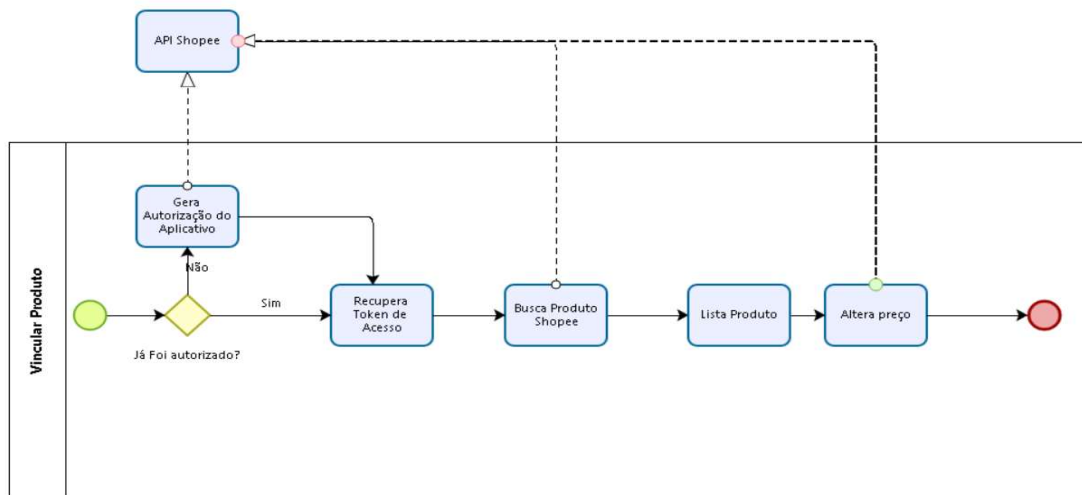 API Shopee
Vincular Produto
Gera
Autorização do
Aplicativo
Não
Sim
Já Foi autorizado?
Recupera
Token de
Acesso
Busca Produto
Shopee
Lista Produto
Altera preço